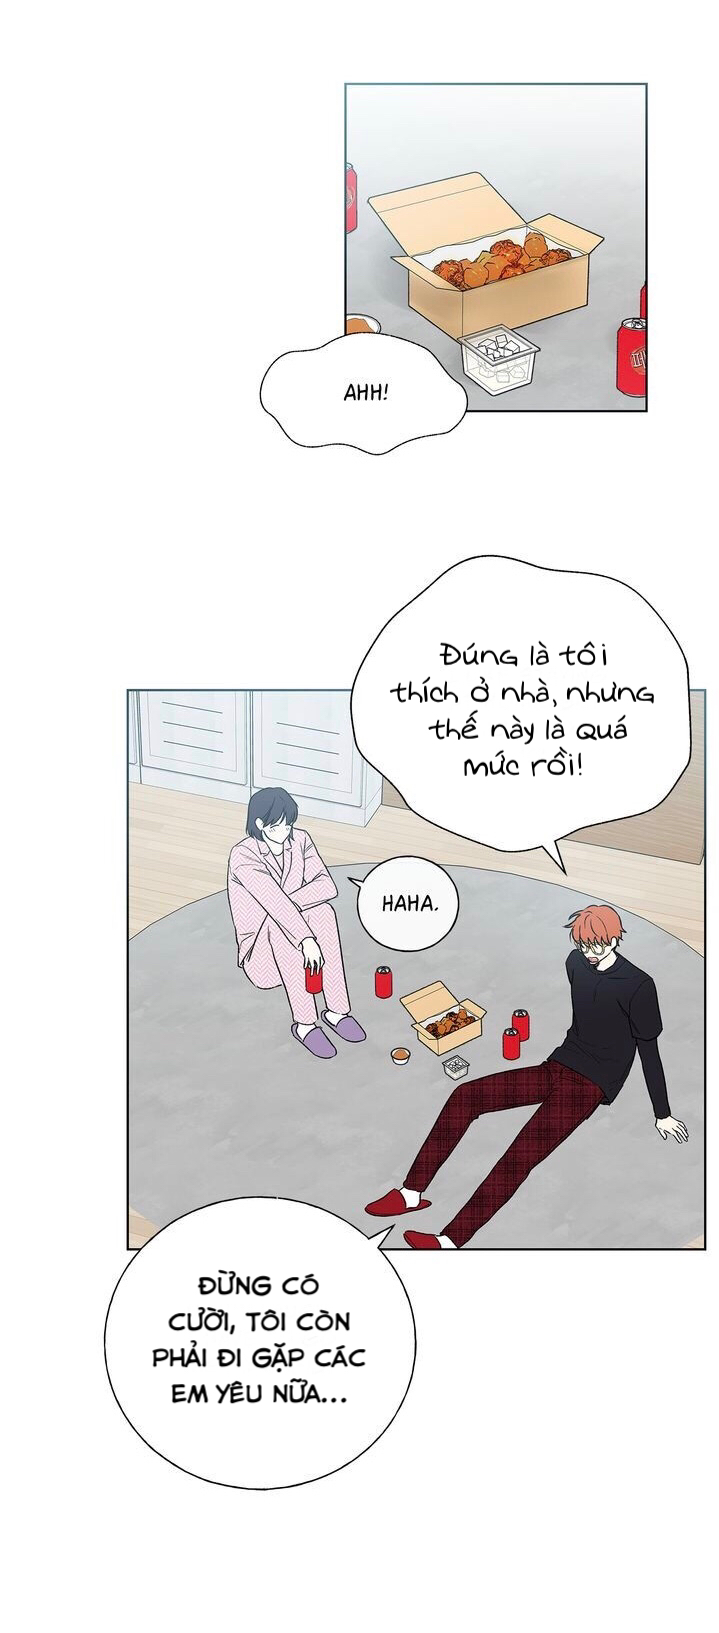 AHH!
Đúng là tôi
thích ở nhà, nhưng
thế này là quá
mức rồi!
HAHA.
ĐỪNG CÓ
CƯỜI, TÔI CÒN
PHẢI ĐI GẶP CÁC
EM YÊU NỮA...